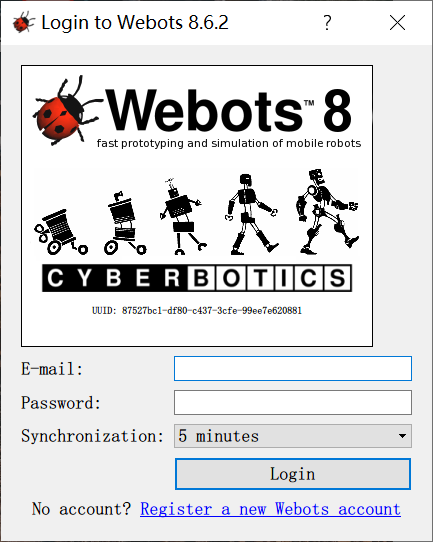 Login to Webots 8.6.2
Webots™ 8
fast prototyping and simulation of mobile robots
CYBERBOTICS
UUID: 87527bc1-df80-c437-3cfe-99ee7e620881
E-mail:
Password:
Synchronization: 5 minutes
Login
No account? Register a new Webots account